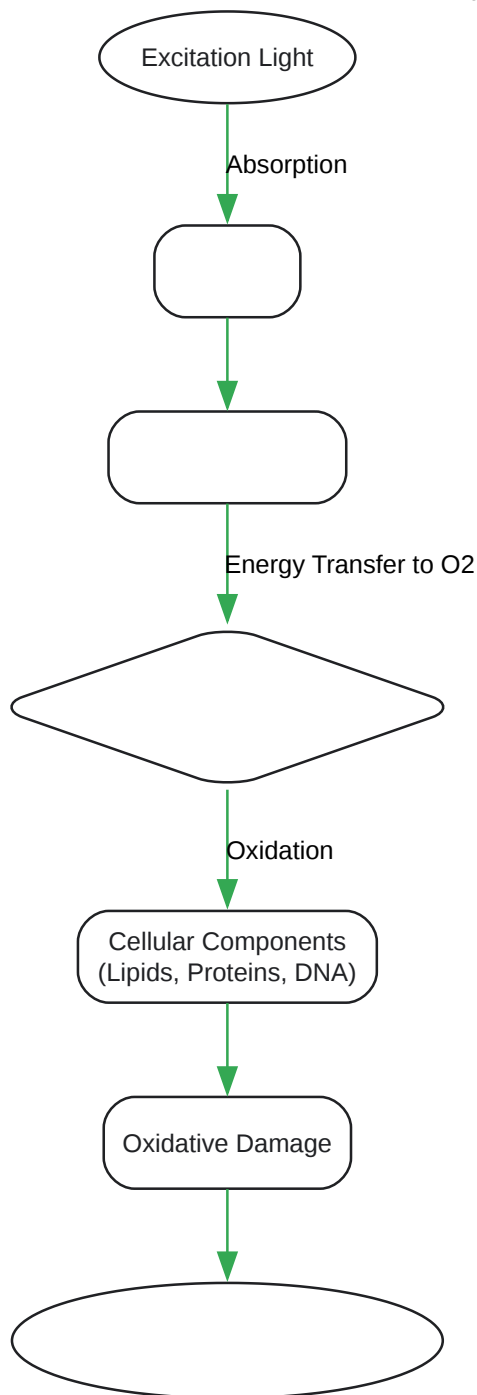 Excitation Light
Absorption
Energy Transfer to O2
Oxidation
Cellular Components
(Lipids, Proteins, DNA)
Oxidative Damage